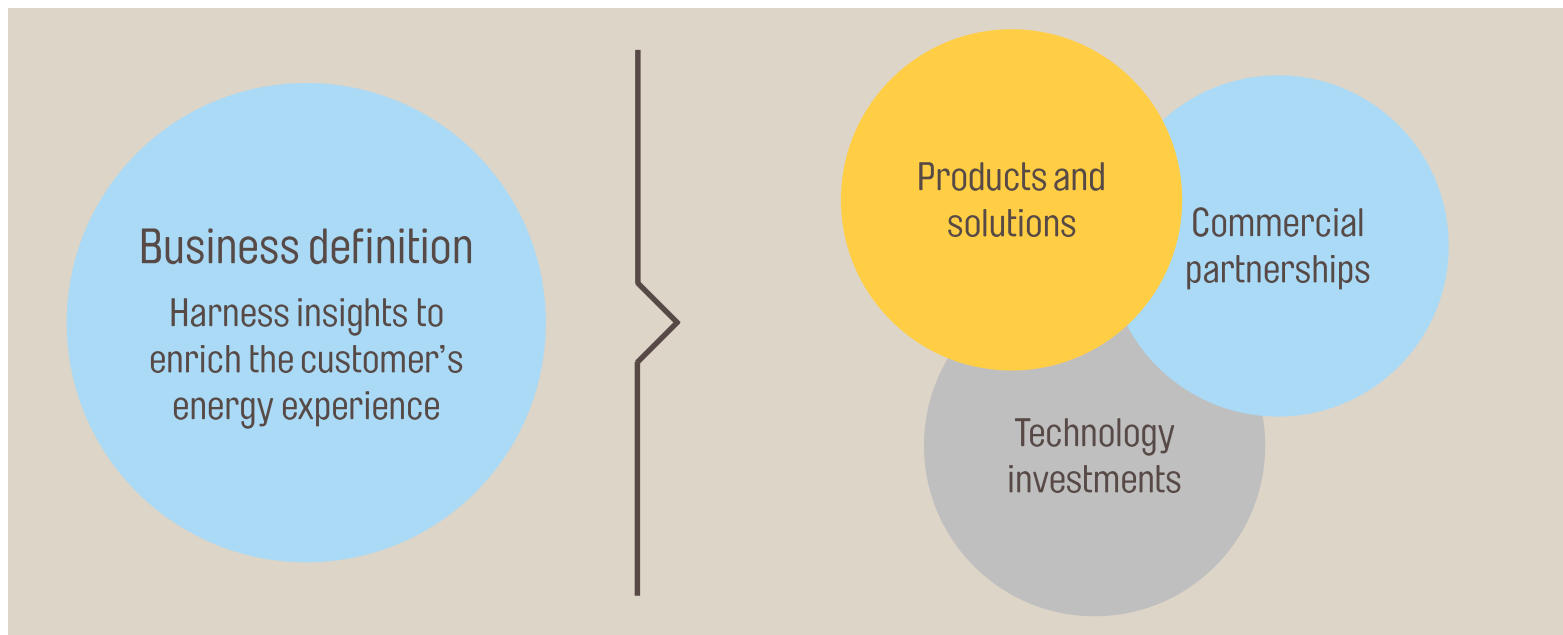 Business definition
Harness insights to
enrich the customer’s
energy experience
Products and
solutions
Commercial
partnerships
Technology
investments